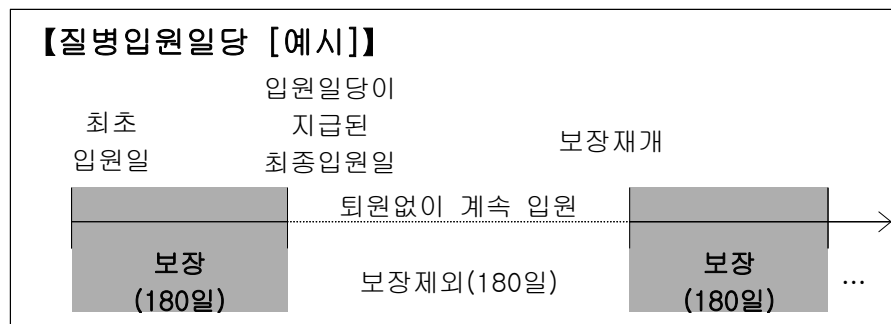 【질병입원일당 [예시]】
최초
입원일
입원일당이
지급된
최종입원일
보장재개
퇴원없이 계속 입원
보장
(180일)
보장제외(180일)
보장
(180일)
…